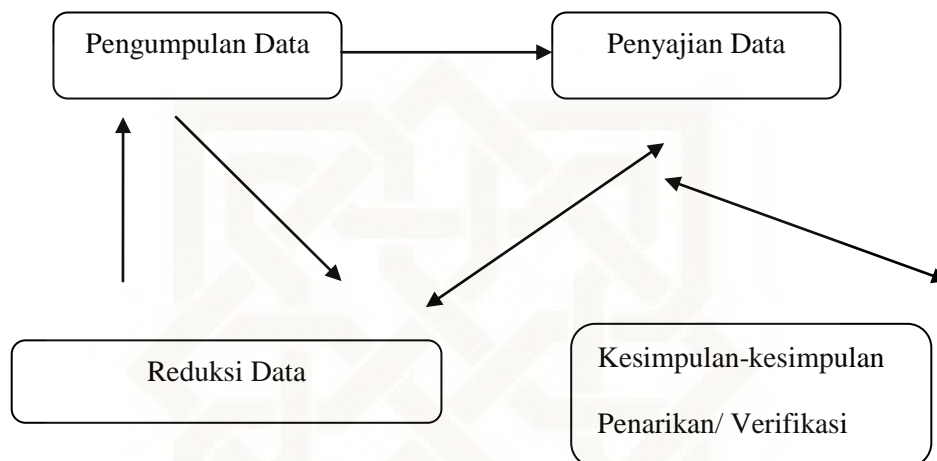 Pengumpulan Data
Penyajian Data
Reduksi Data
Kesimpulan-kesimpulan
Penarikan/ Verifikasi